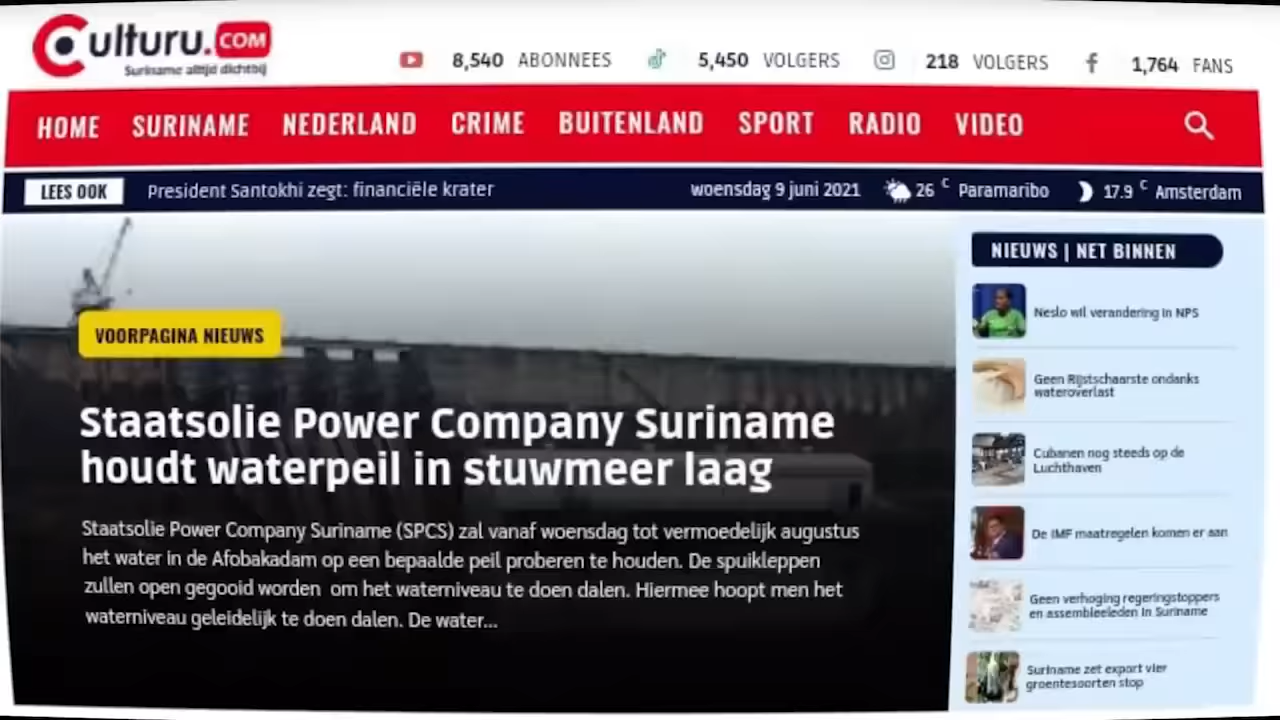 Culturu.COM
Suriname altijd dichtbij
8,540 ABONNEES
5,450 VOLGERS
218 VOLGERS
1,764 FANS
HOME SURINAME NEDERLAND CRIME BUITENLAND SPORT RADIO VIDEO
LEES OOK President Santokhi zegt: financiële krater
woensdag 9 juni 2021 26 C Paramaribo 17.9 C Amsterdam
VOORPAGINA NIEUWS
Staatsolie Power Company Suriname
houdt waterpeil in stuwmeer laag
Staatsolie Power Company Suriname (SPCS) zal vanaf woensdag tot vermoedelijk augustus
het water in de Afobakadam op een bepaalde peil proberen te houden. De spuikleppen
zullen open gegooid worden om het waterniveau te doen dalen. Hiermee hoopt men het
waterniveau geleidelijk te doen dalen. De water...
NIEUWS | NET BINNEN
Neslo wil verandering in NPS
Geen Rijstschaarste ondanks
wateroverlast
Cubanen nog steeds op de
Luchthaven
De IMF maatregelen komen er aan
Geen verhoging regeringstoppers
en assembleeleden in Suriname
Suriname zet export vier
groentesoorten stop